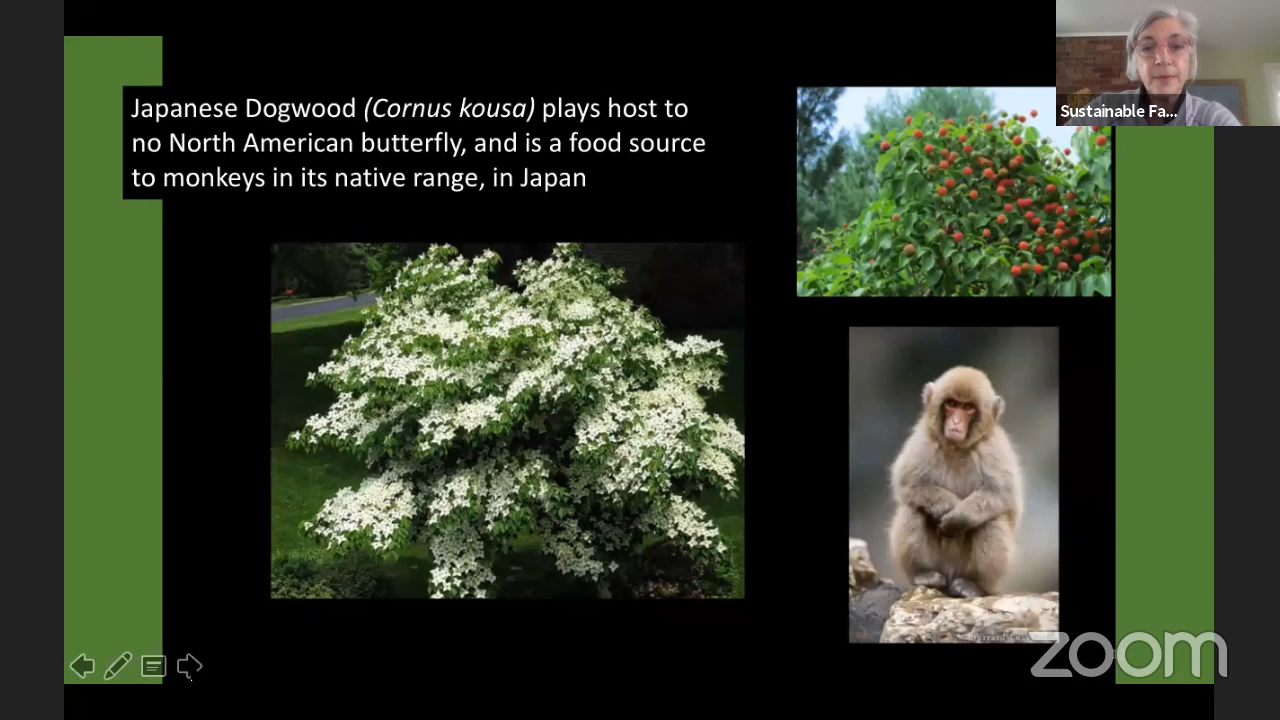 Japanese Dogwood (Cornus kousa) plays host to
no North American butterfly, and is a food source
to monkeys in its native range, in Japan
Sustainable Fa...
zoom